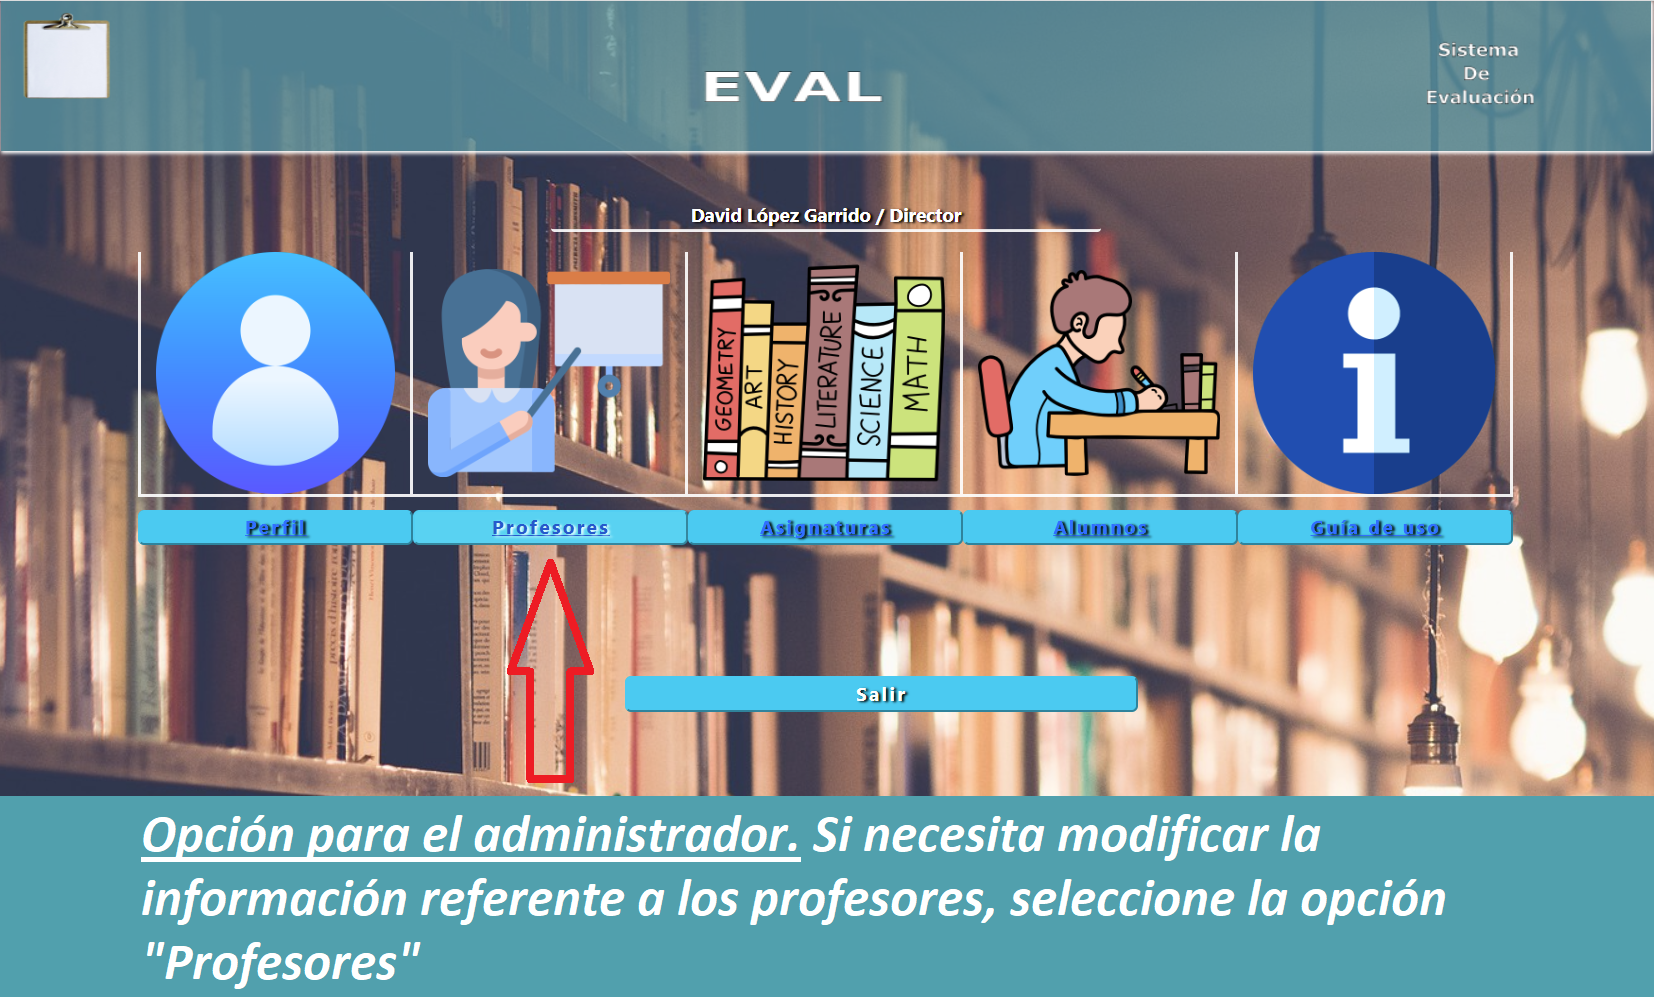 EVAL
Sistema
De
Evaluación
David López Garrido / Director
GEOMETRY
ART
HISTORY
LITERATURE
SCIENCE
MATH
Perfil
Profesores
Asignaturas
Alumnos
Guía de uso
Salir
Opción para el administrador. Si necesita modificar la
información referente a los profesores, seleccione la opción
"Profesores"